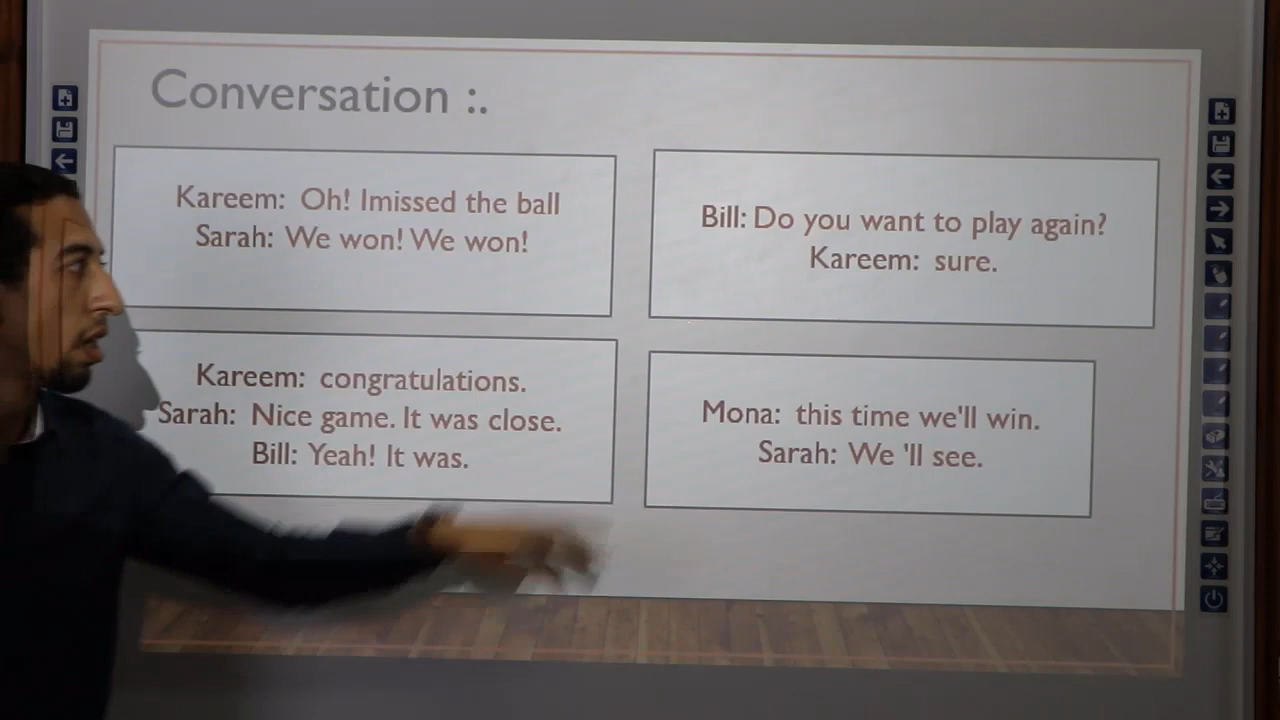 Conversation :.
Kareem: Oh! Imissed the ball
Sarah: We won! We won!
Bill: Do you want to play again?
Kareem: sure.
Kareem: congratulations.
Sarah: Nice game. It was close.
Bill: Yeah! It was.
Mona: this time we'll win.
Sarah: We 'll see.